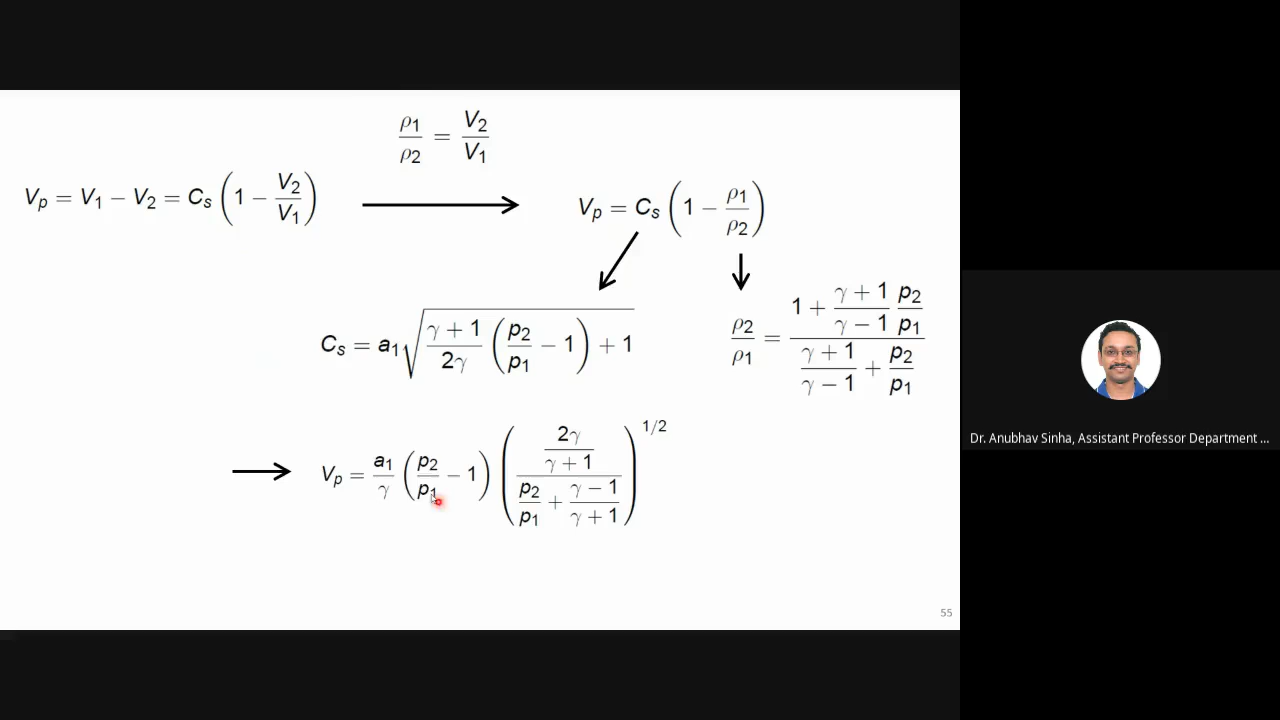 ρ₁/ρ₂ = V₂/V₁
Vₚ = V₁ − V₂ = Cₛ (1 − V₂/V₁)
Vₚ = Cₛ (1 − ρ₁/ρ₂)
Cₛ = a₁ √( (γ + 1)/(2γ) (p₂/p₁ − 1) + 1 )
ρ₂/ρ₁ = (1 + (γ + 1)/(γ − 1) p₂/p₁) / ((γ + 1)/(γ − 1) + p₂/p₁)
Vₚ = a₁/γ (p₂/p₁ − 1) ( (2γ/(γ + 1)) / (p₂/p₁ + (γ − 1)/(γ + 1)) )^1/2
55
Dr. Anubhav Sinha, Assistant Professor Department ...